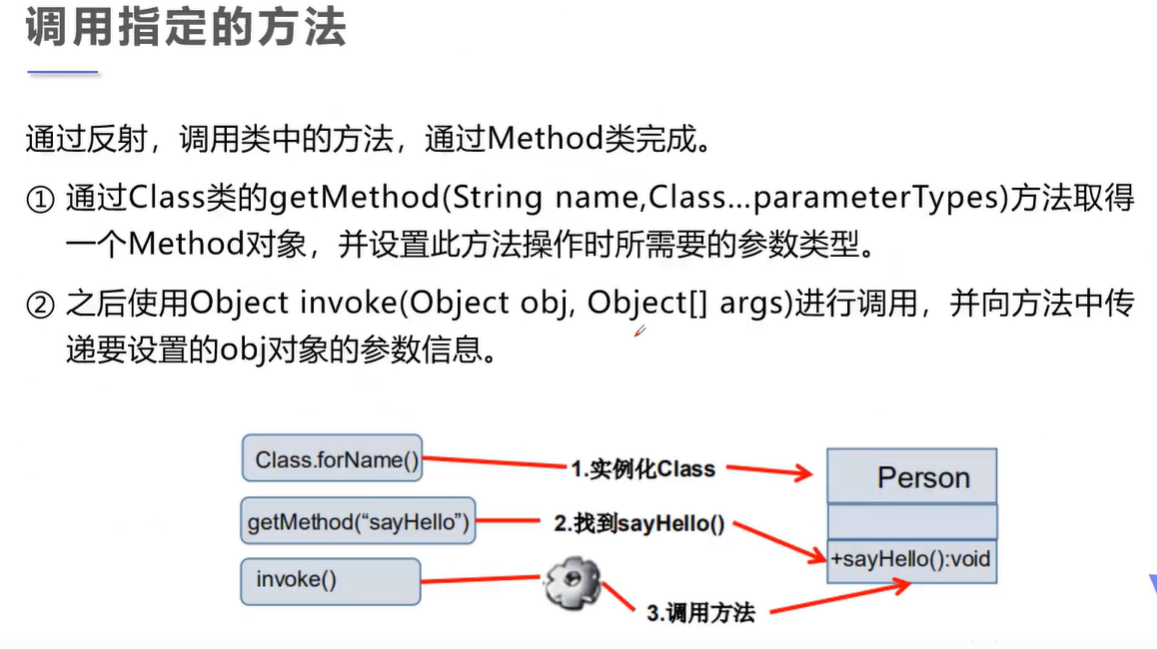 调用指定的方法
通过反射，调用类中的方法，通过Method类完成。
① 通过Class类的getMethod(String name,Class…parameterTypes)方法取得
一个Method对象，并设置此方法操作时所需要的参数类型。
② 之后使用Object invoke(Object obj, Object[] args)进行调用，并向方法中传
递要设置的obj对象的参数信息。
Class.forName()
1.实例化Class
Person
getMethod(“sayHello”)
2.找到sayHello()
+sayHello():void
invoke()
3.调用方法